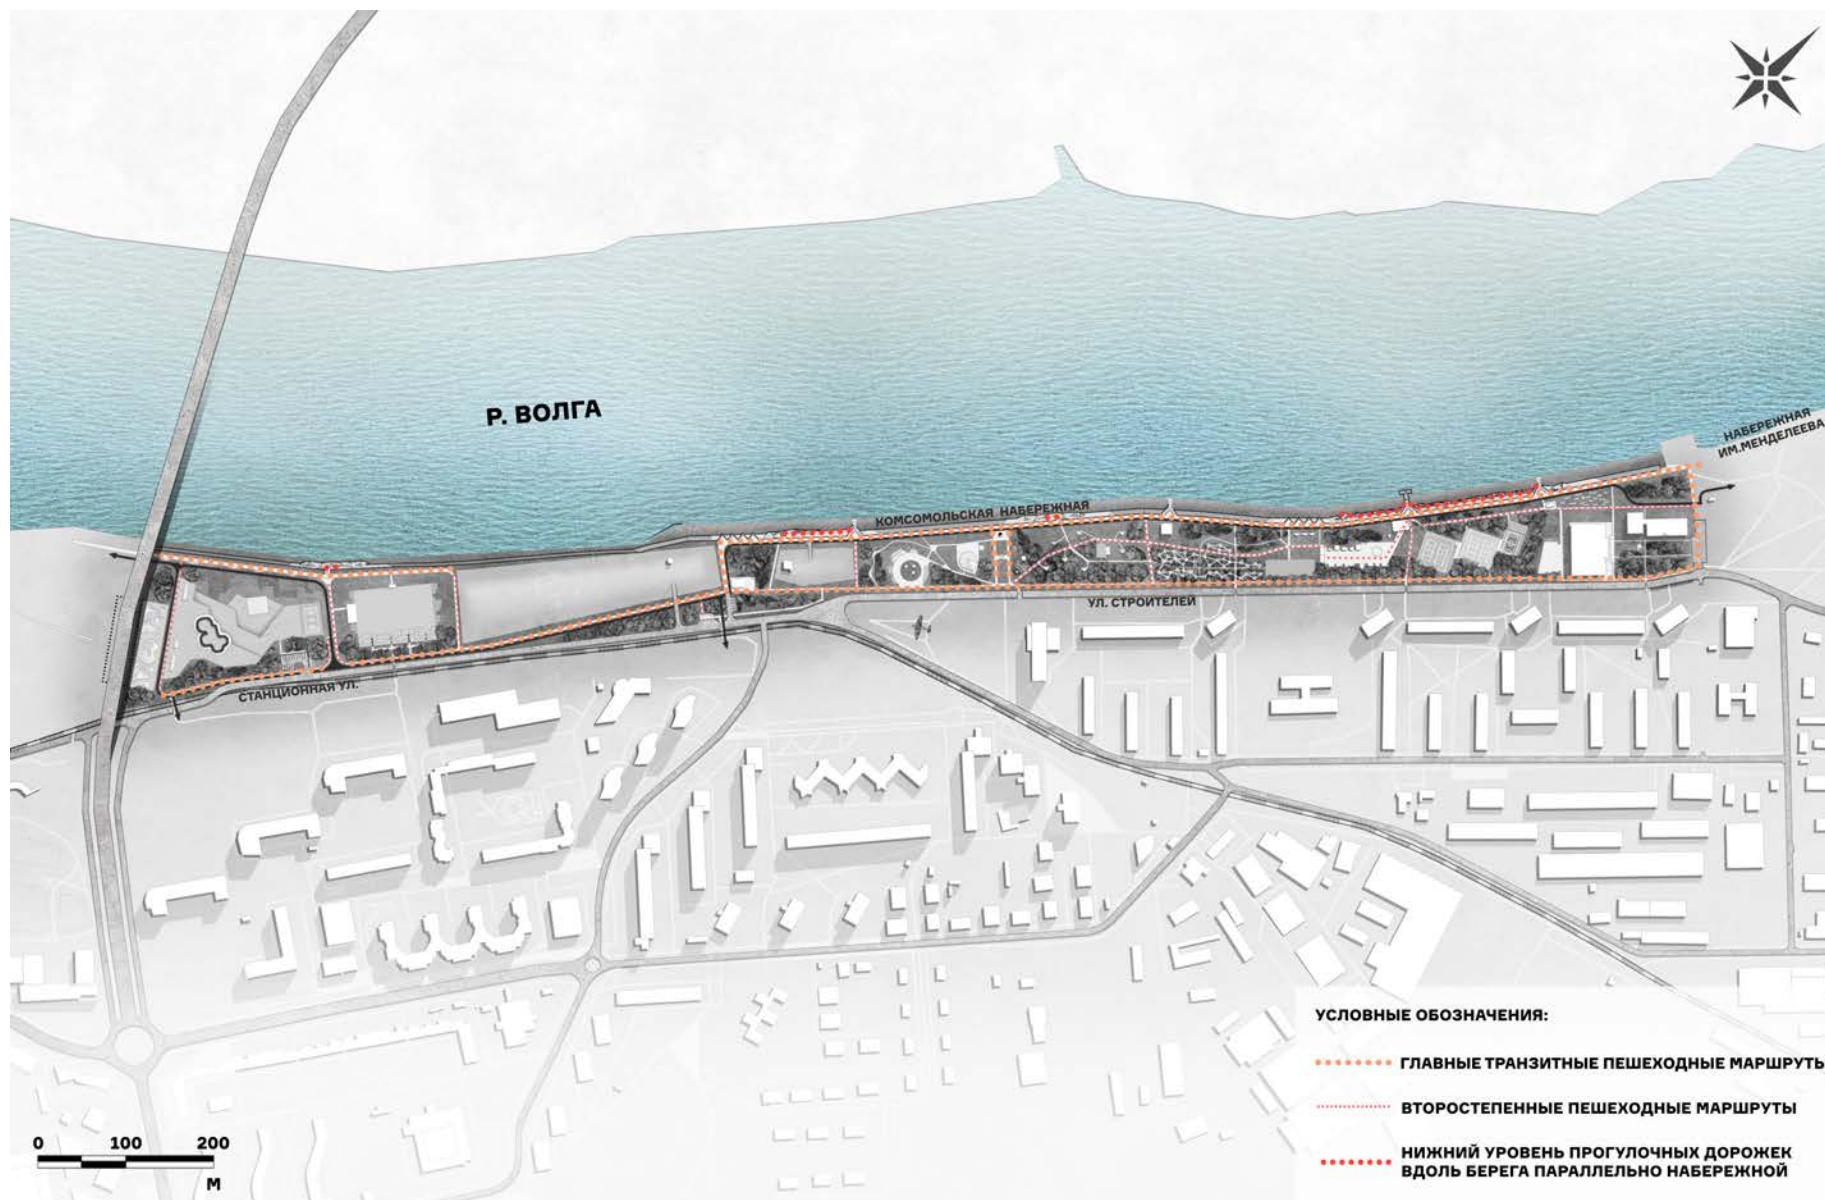 Р. ВОЛГА
НАБЕРЕЖНАЯ
ИМ.МЕНДЕЛЕЕВА
КОМСОМОЛЬСКАЯ НАБЕРЕЖНАЯ
УЛ. СТРОИТЕЛЕЙ
СТАНЦИОННАЯ УЛ.
УСЛОВНЫЕ ОБОЗНАЧЕНИЯ:
ГЛАВНЫЕ ТРАНЗИТНЫЕ ПЕШЕХОДНЫЕ МАРШРУТЫ
ВТОРОСТЕПЕННЫЕ ПЕШЕХОДНЫЕ МАРШРУТЫ
НИЖНИЙ УРОВЕНЬ ПРОГУЛОЧНЫХ ДОРОЖЕК
ВДОЛЬ БЕРЕГА ПАРАЛЛЕЛЬНО НАБЕРЕЖНОЙ
0 100 200
М